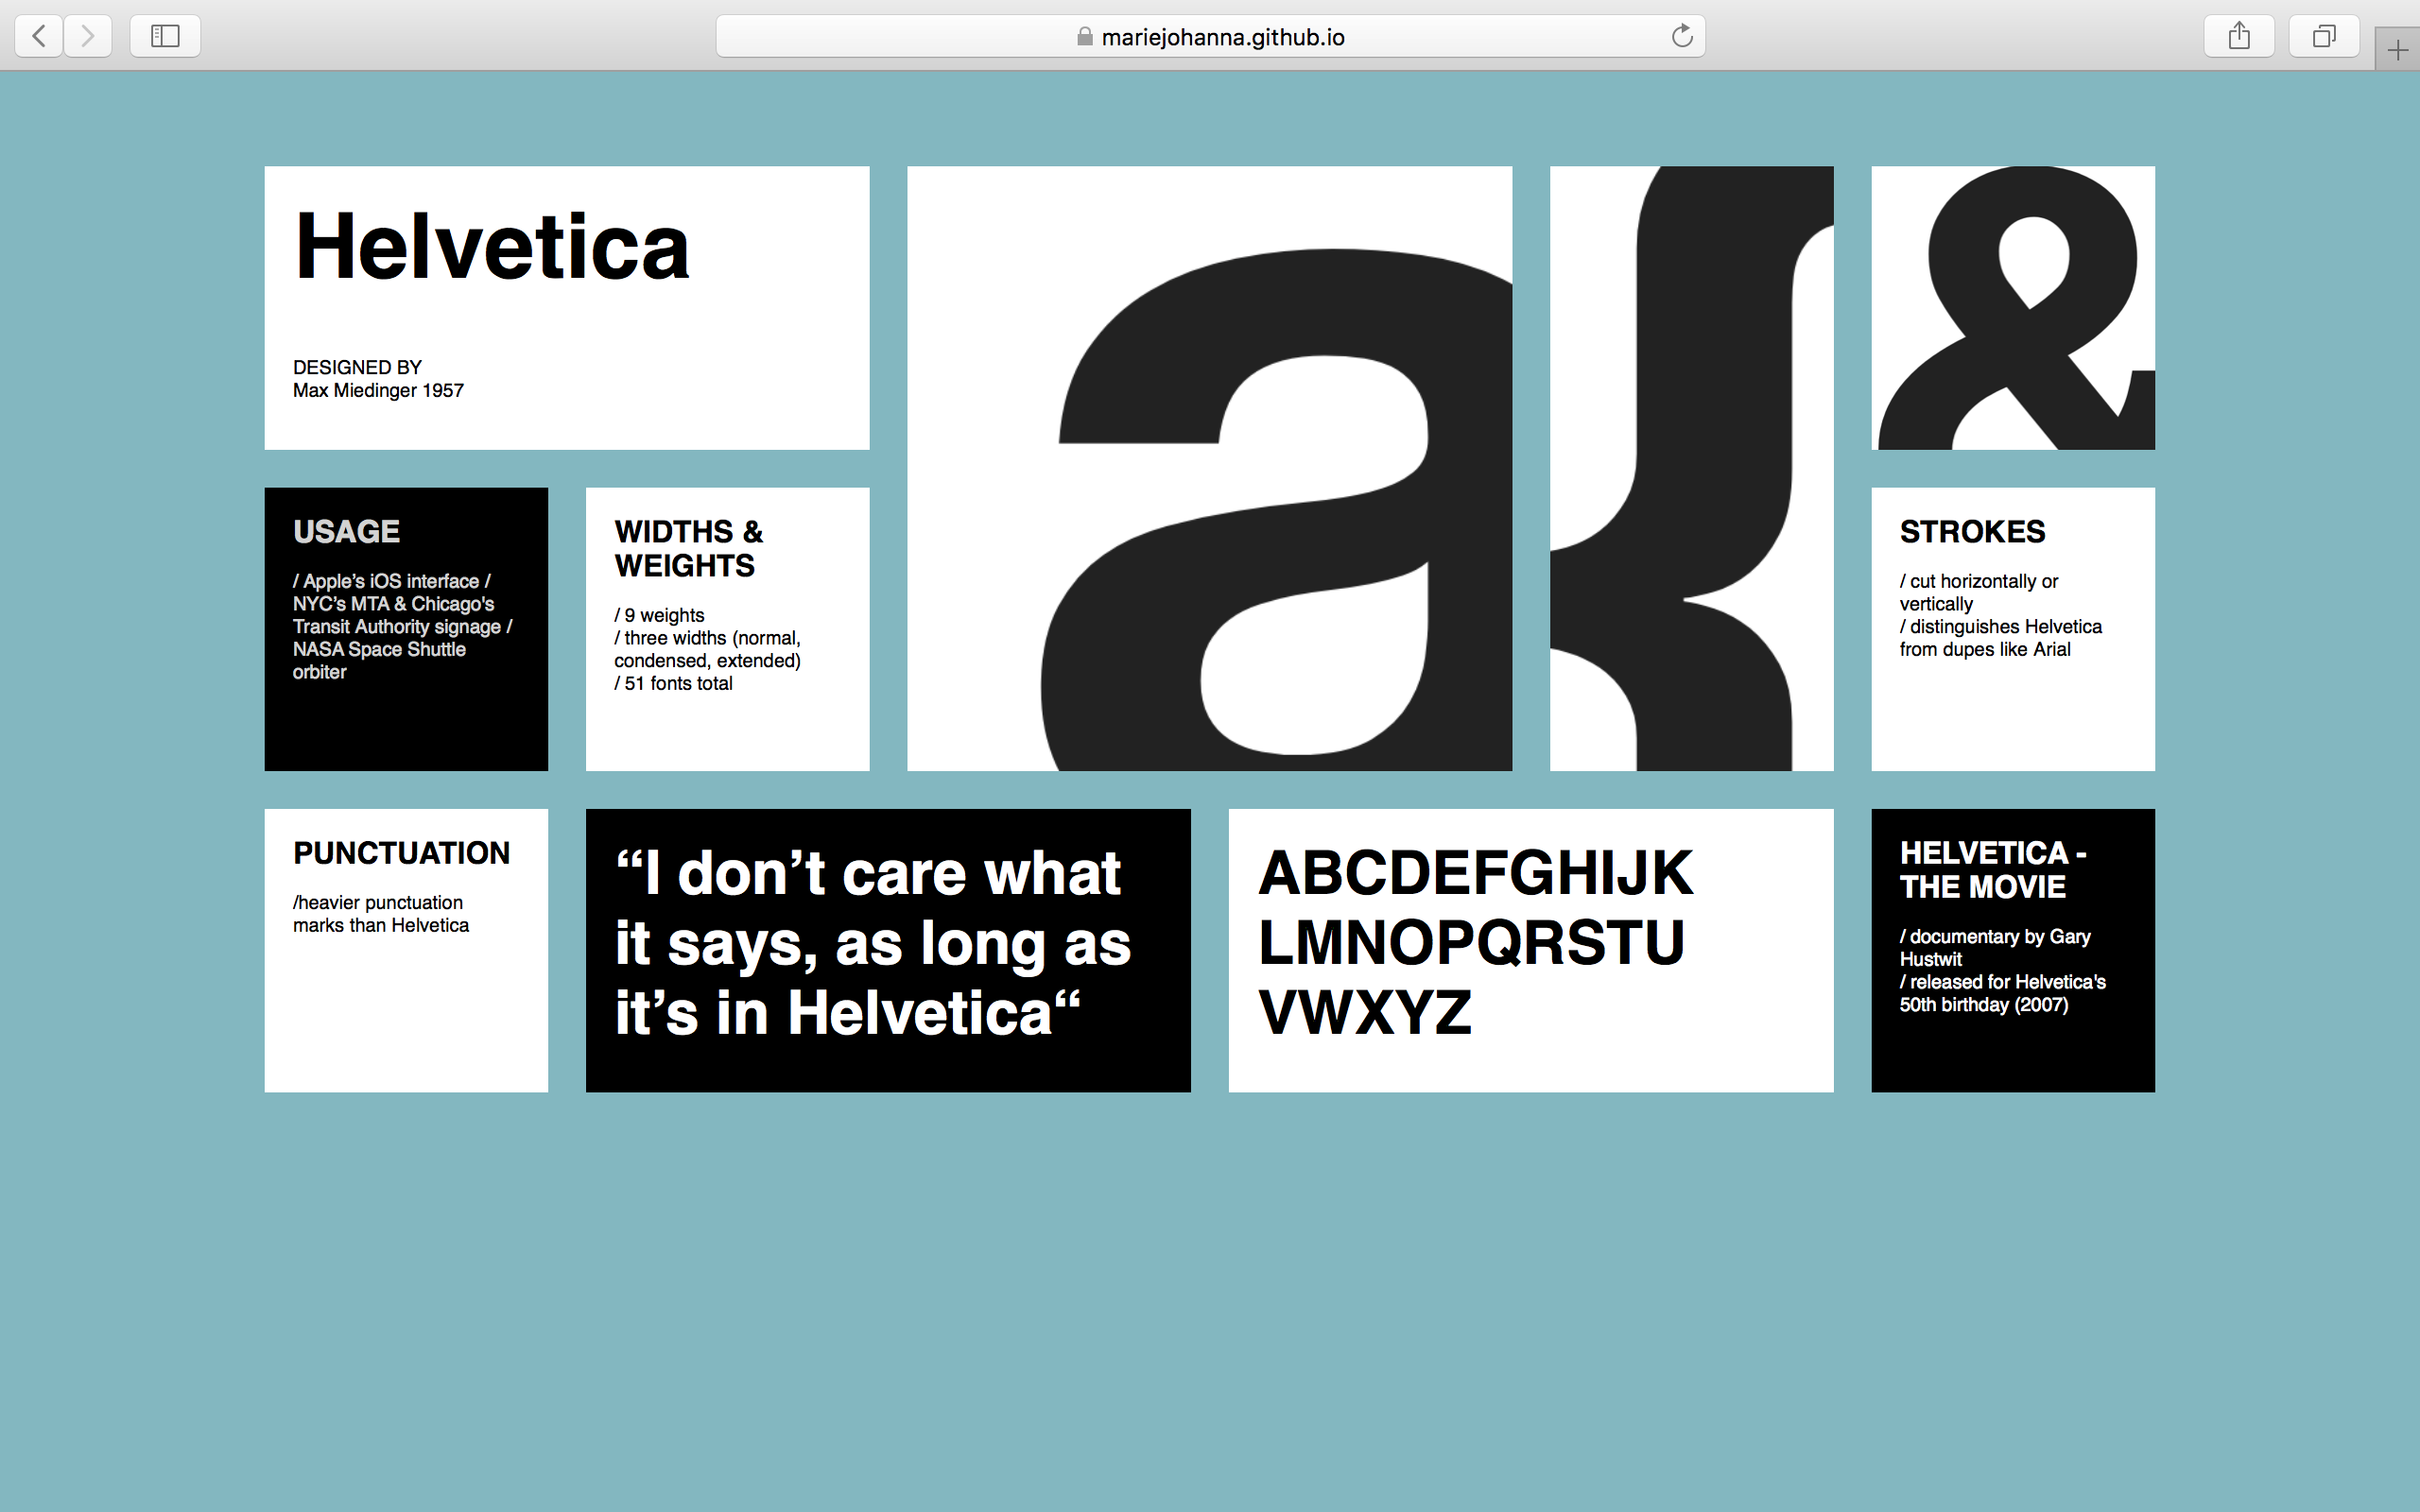 mariejohanna.github.io
Helvetica
DESIGNED BY
Max Miedinger 1957
a
{
&
USAGE
/ Apple’s iOS interface /
NYC’s MTA & Chicago's
Transit Authority signage /
NASA Space Shuttle
orbiter
WIDTHS &
WEIGHTS
/ 9 weights
/ three widths (normal,
condensed, extended)
/ 51 fonts total
STROKES
/ cut horizontally or
vertically
/ distinguishes Helvetica
from dupes like Arial
PUNCTUATION
/heavier punctuation
marks than Helvetica
“I don’t care what
it says, as long as
it’s in Helvetica“
ABCDEFGHIJK
LMNOPQRSTU
VWXYZ
HELVETICA -
THE MOVIE
/ documentary by Gary
Hustwit
/ released for Helvetica's
50th birthday (2007)